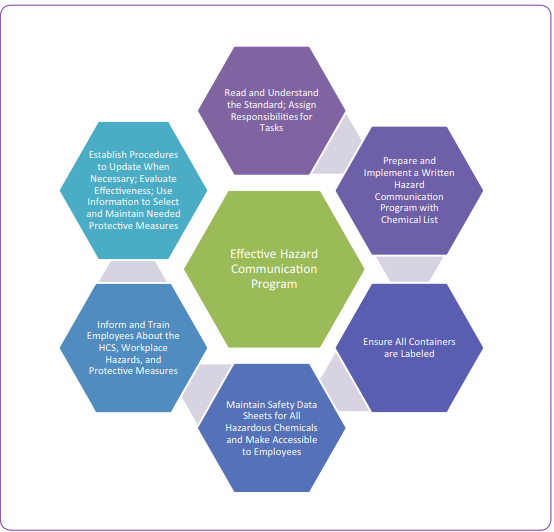 Read and Understand
the Standard; Assign
Responsibilities for
Tasks
Prepare and
Implement a Written
Hazard
Communication
Program with
Chemical List
Ensure All Containers
are Labeled
Maintain Safety Data
Sheets for All
Hazardous Chemicals
and Make Accessible
to Employees
Inform and Train
Employees About the
HCS, Workplace
Hazards, and
Protective Measures
Establish Procedures
to Update When
Necessary; Evaluate
Effectiveness; Use
Information to Select
and Maintain Needed
Protective Measures
Effective Hazard
Communication
Program